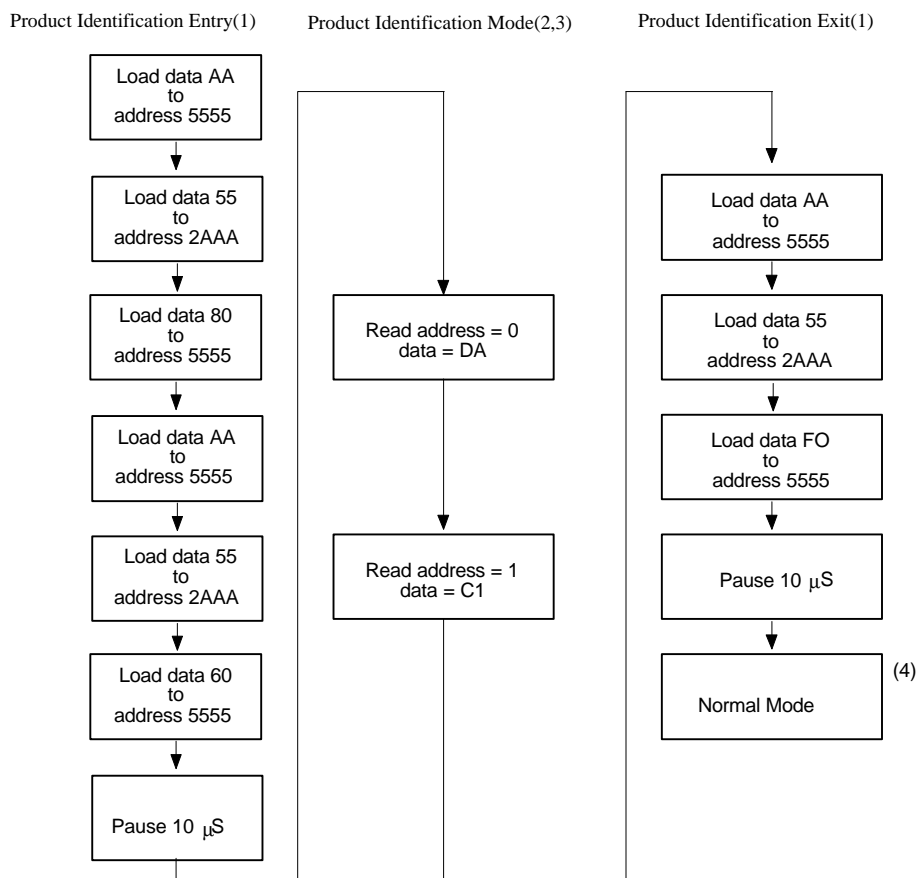 Product Identification Entry(1)
Load data AA
to
address 5555
Load data 55
to
address 2AAA
Load data 80
to
address 5555
Load data AA
to
address 5555
Load data 55
to
address 2AAA
Load data 60
to
address 5555
Pause 10 μS
Product Identification Mode(2,3)
Read address = 0
data = DA
Read address = 1
data = C1
Product Identification Exit(1)
Load data AA
to
address 5555
Load data 55
to
address 2AAA
Load data FO
to
address 5555
Pause 10 μS
Normal Mode
(4)